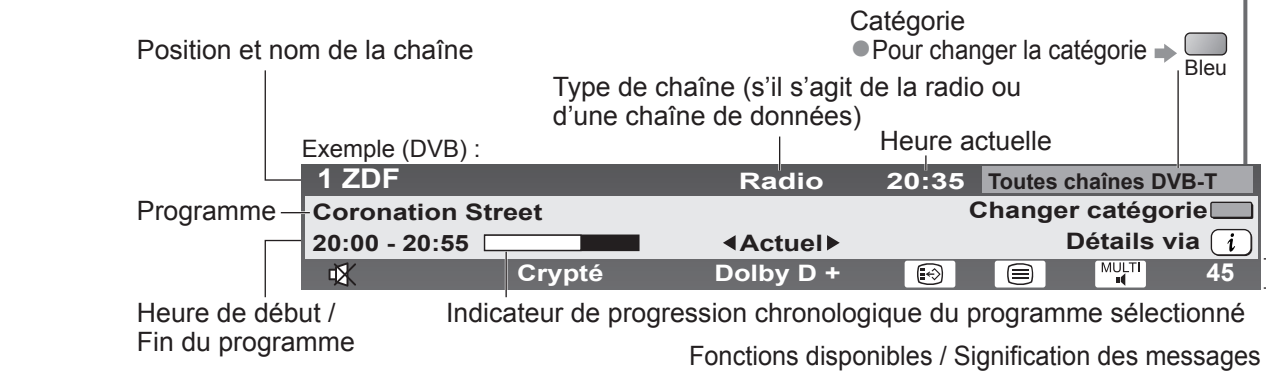 Catégorie
●Pour changer la catégorie
Bleu
Position et nom de la chaîne
Type de chaîne (s'il s'agit de la radio ou
d'une chaîne de données)
Heure actuelle
Exemple (DVB) :
1 ZDF Radio 20:35 Toutes chaînes DVB-T
Programme
Coronation Street Changer catégorie
20:00 - 20:55 ◀Actuel▶ Détails via i
Crypté Dolby D + MULTI 45
Heure de début /
Fin du programme
Indicateur de progression chronologique du programme sélectionné
Fonctions disponibles / Signification des messages